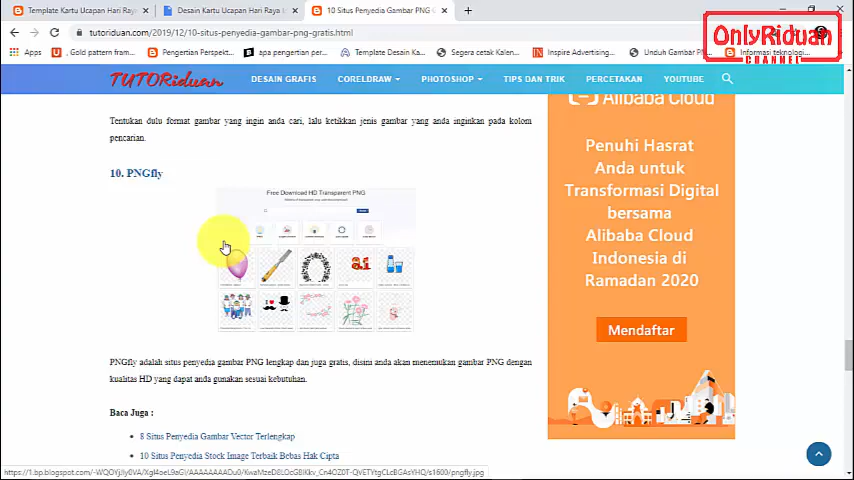 Template Kartu Ucapan Hari Raya
Desain Kartu Ucapan Hari Raya I
10 Situs Penyedia Gambar PNG G
tutoriduan.com/2019/12/10-situs-penyedia-gambar-png-gratis.html
Apps
, Gold pattern fram...
Pengertian Perspekti...
apa pengertian per...
Template Desain Ka...
Segera cetak Kalen...
Inspire Advertising...
Unduh Gambar PN...
Informasi Desain G...
OnlyRiduan
CHANNEL
TUTORiduan
DESAIN GRAFIS
CORELDRAW
PHOTOSHOP
TIPS DAN TRIK
PERCETAKAN
YOUTUBE
Tentukan dulu format gambar yang ingin anda cari, lalu ketikkan jenis gambar yang anda inginkan pada kolom
pencarian.
10. PNGfly
Free Download HD Transparent PNG
PNGfly adalah situs penyedia gambar PNG lengkap dan juga gratis, disini anda akan menemukan gambar PNG dengan
kualitas HD yang dapat anda gunakan sesuai kebutuhan.
Baca Juga :
8 Situs Penyedia Gambar Vector Terlengkap
10 Situs Penyedia Stock Image Terbaik Bebas Hak Cipta
Alibaba Cloud
Penuhi Hasrat
Anda untuk
Transformasi Digital
bersama
Alibaba Cloud
Indonesia di
Ramadan 2020
Mendaftar